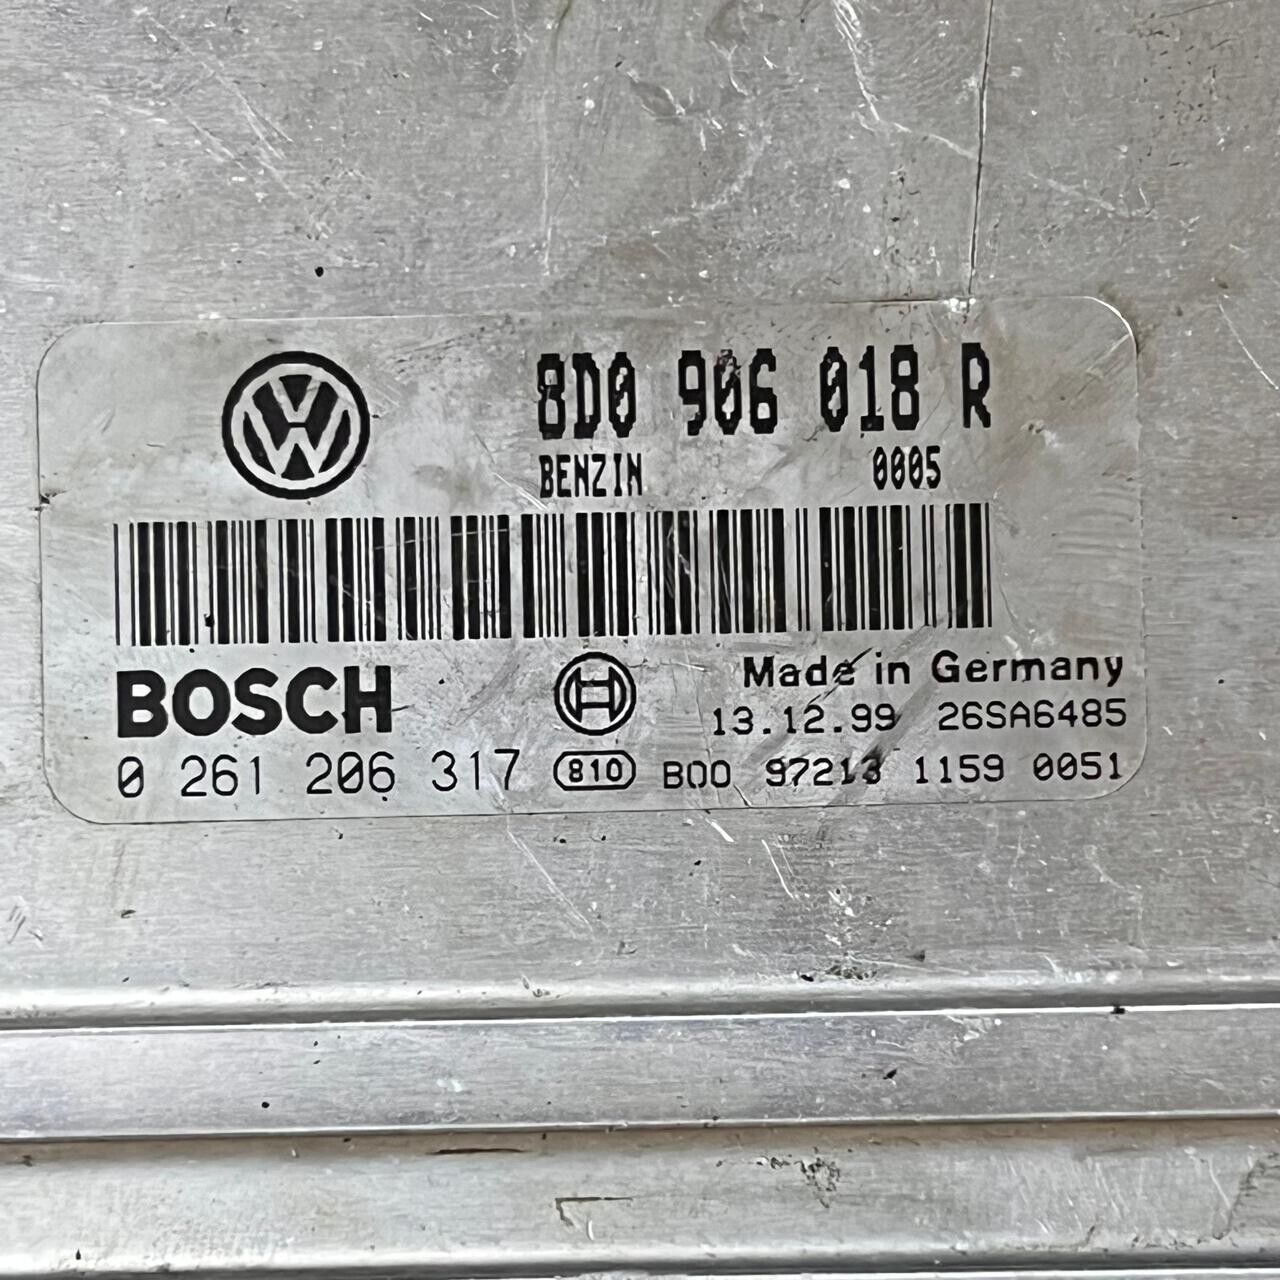 8D0 906 018 R
BENZIN 0005
BOSCH
Made in Germany
13.12.99 26SA6485
0 261 206 317 810 B00 97213 1159 0051